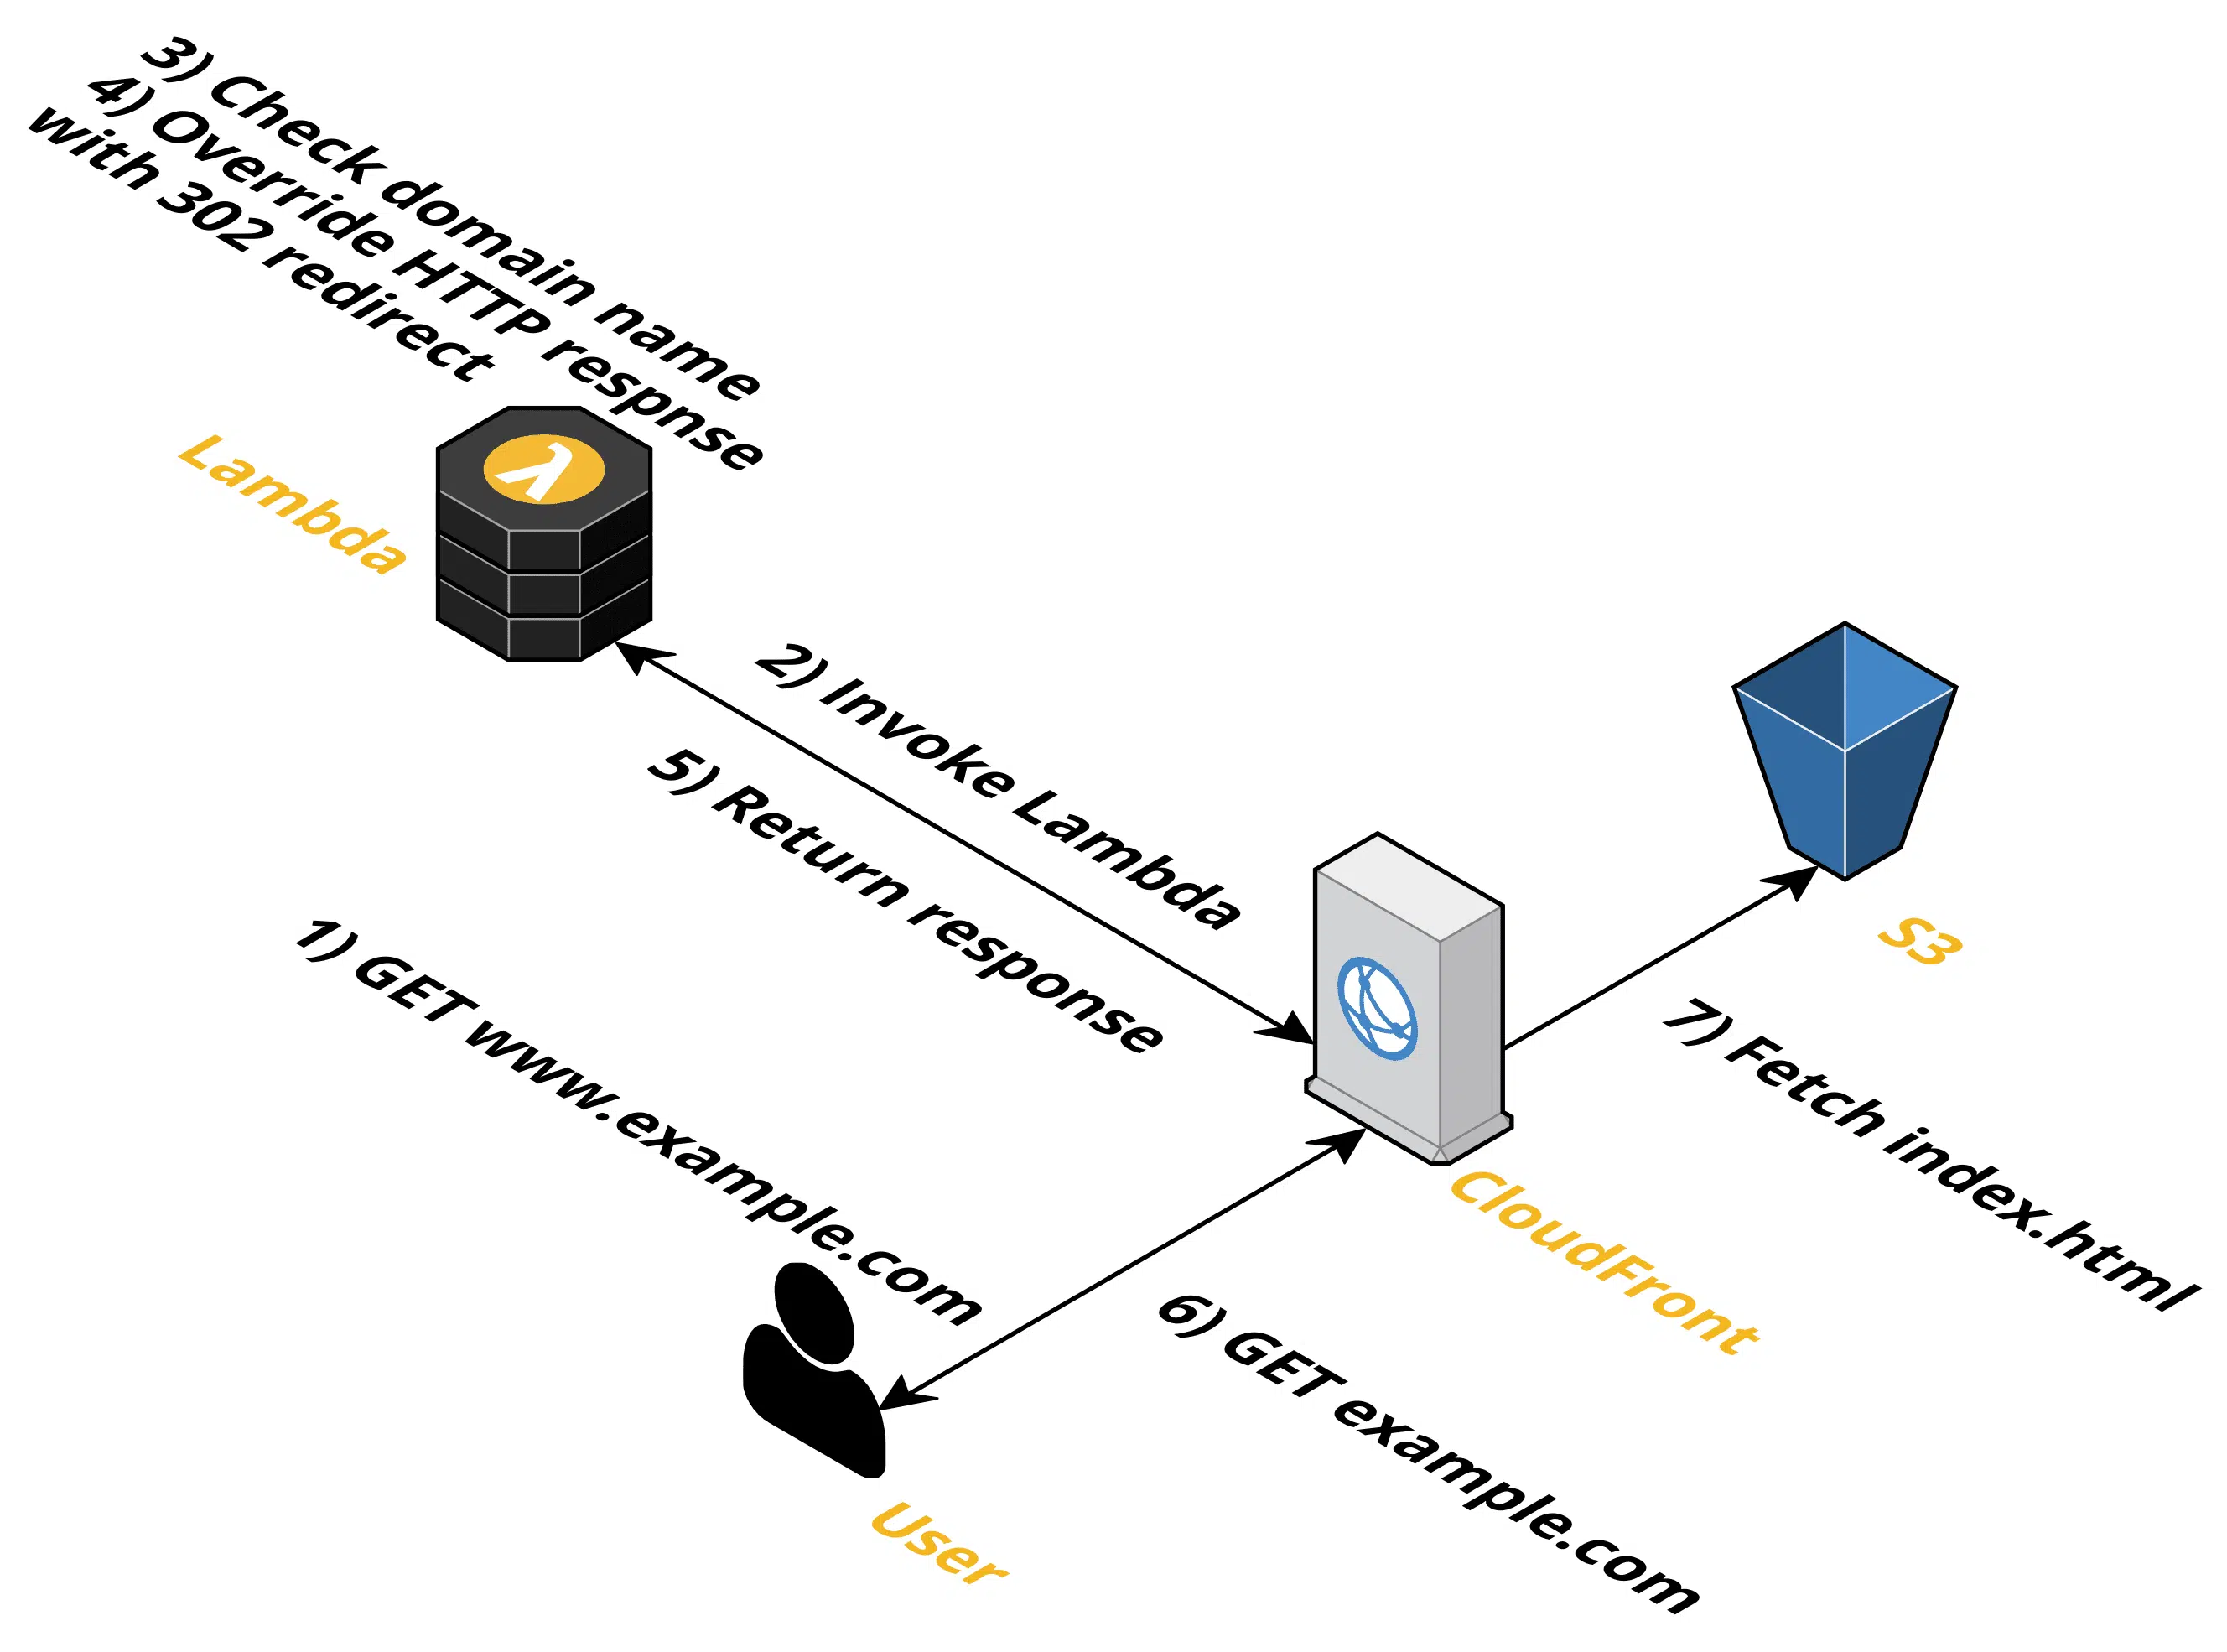 3) Check domain name
4) Override HTTP respnse
with 302 redirect
Lambda
2) Invoke Lambda
5) Return response
S3
1) GET www.example.com
7) Fetch index.html
CloudFront
6) GET example.com
User